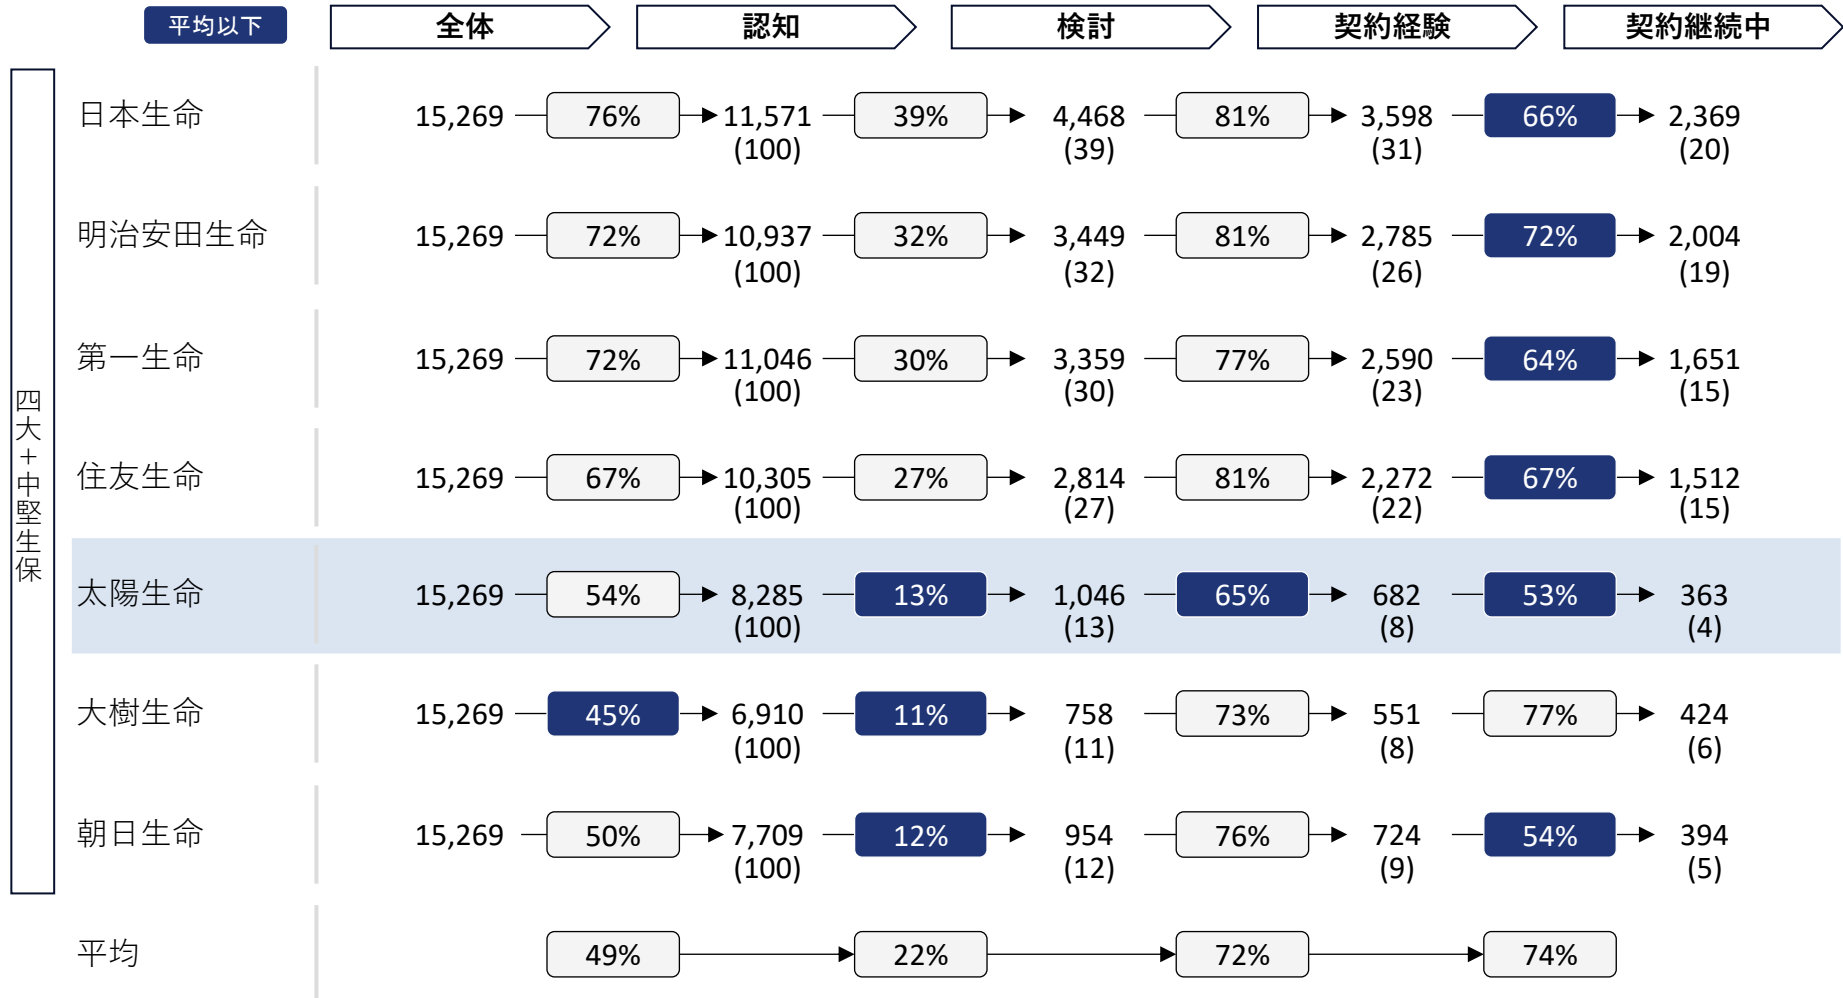 平均以下 全体 認知 検討 契約経験 契約継続中
四大+中堅生保
日本生命 15,269 76% 11,571 39% 4,468 81% 3,598 66% 2,369
(100) (39) (31) (20)
明治安田生命 15,269 72% 10,937 32% 3,449 81% 2,785 72% 2,004
(100) (32) (26) (19)
第一生命 15,269 72% 11,046 30% 3,359 77% 2,590 64% 1,651
(100) (30) (23) (15)
住友生命 15,269 67% 10,305 27% 2,814 81% 2,272 67% 1,512
(100) (27) (22) (15)
太陽生命 15,269 54% 8,285 13% 1,046 65% 682 53% 363
(100) (13) (8) (4)
大樹生命 15,269 45% 6,910 11% 758 73% 551 77% 424
(100) (11) (8) (6)
朝日生命 15,269 50% 7,709 12% 954 76% 724 54% 394
(100) (12) (9) (5)
平均 49% 22% 72% 74%